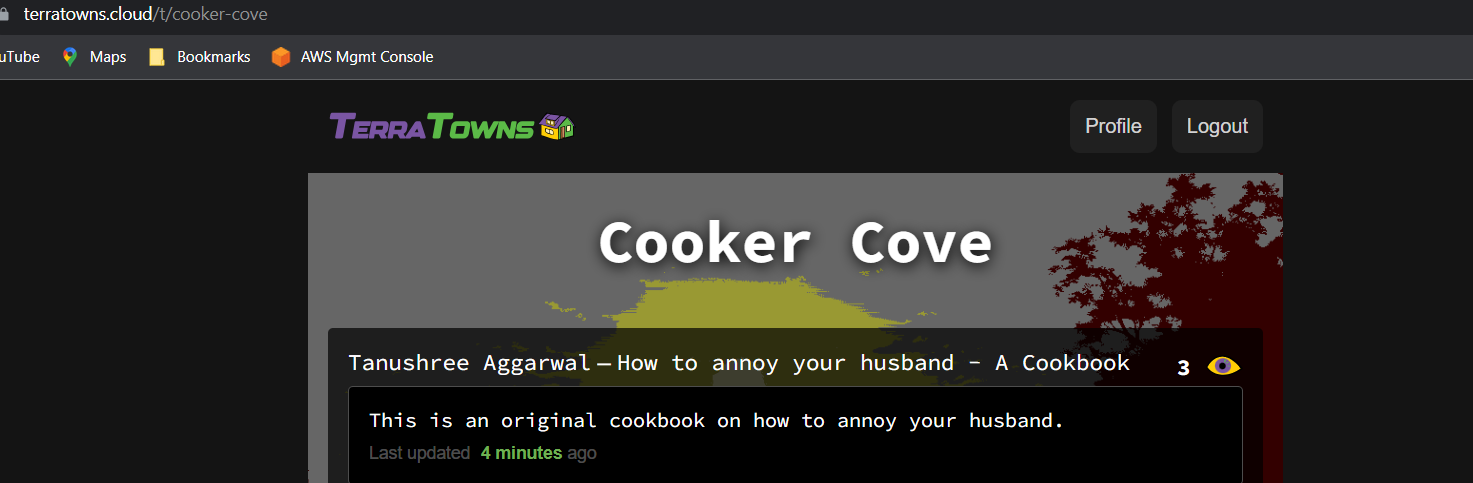 terratowns.cloud/t/cooker-cove
uTube Maps Bookmarks AWS Mgmt Console
TERRATOWNS Profile Logout
Cooker Cove
Tanushree Aggarwal — How to annoy your husband - A Cookbook 3
This is an original cookbook on how to annoy your husband.
Last updated 4 minutes ago